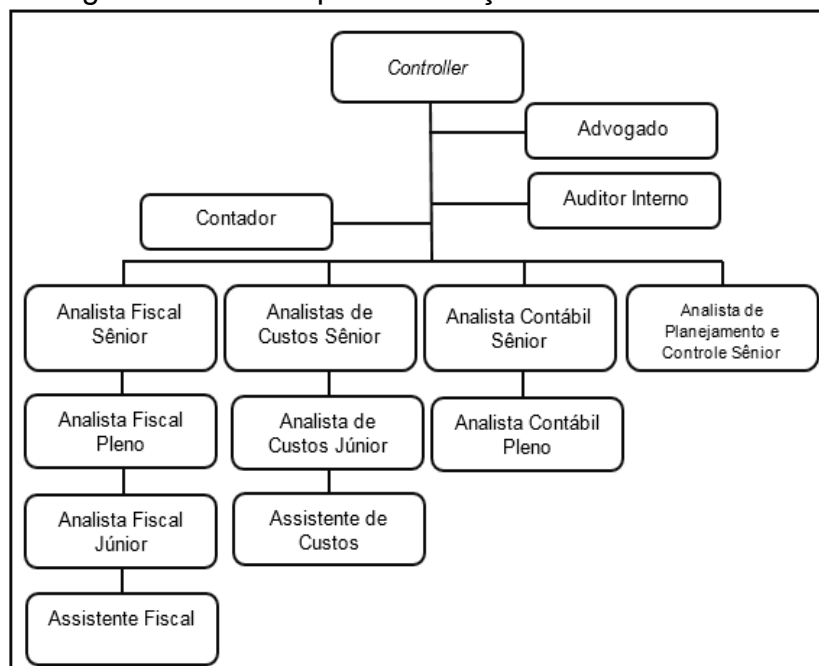 Controller
Advogado
Auditor Interno
Contador
Analista Fiscal
Sênior
Analistas de
Custos Sênior
Analista Contábil
Sênior
Analista de
Planejamento e
Controle Sênior
Analista Fiscal
Pleno
Analista de
Custos Júnior
Analista Contábil
Pleno
Analista Fiscal
Júnior
Assistente de
Custos
Assistente Fiscal